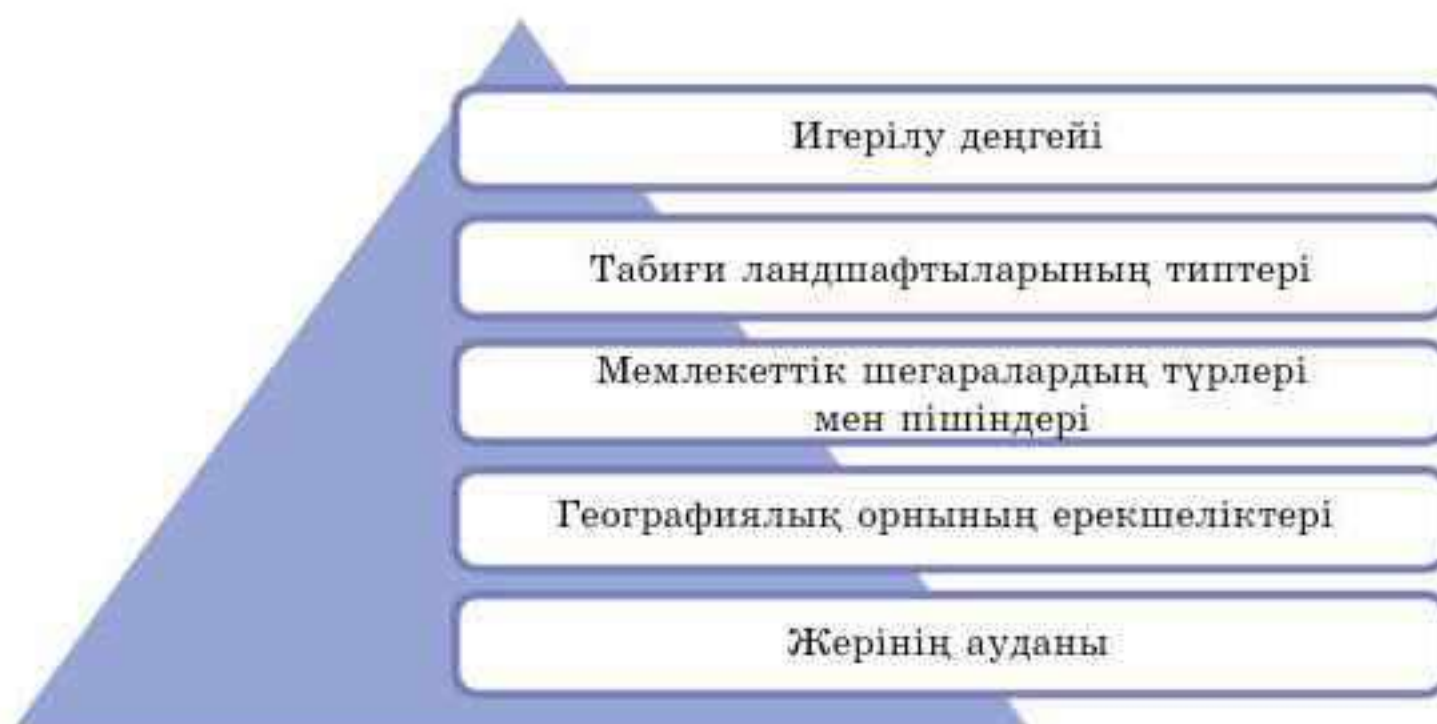 Игерілу деңгейі
Табиғи ландшафтыларының типтері
Мемлекеттік шегаралардың түрлері
мен пішіндері
Географиялық орнының ерекшеліктері
Жерінің ауданы